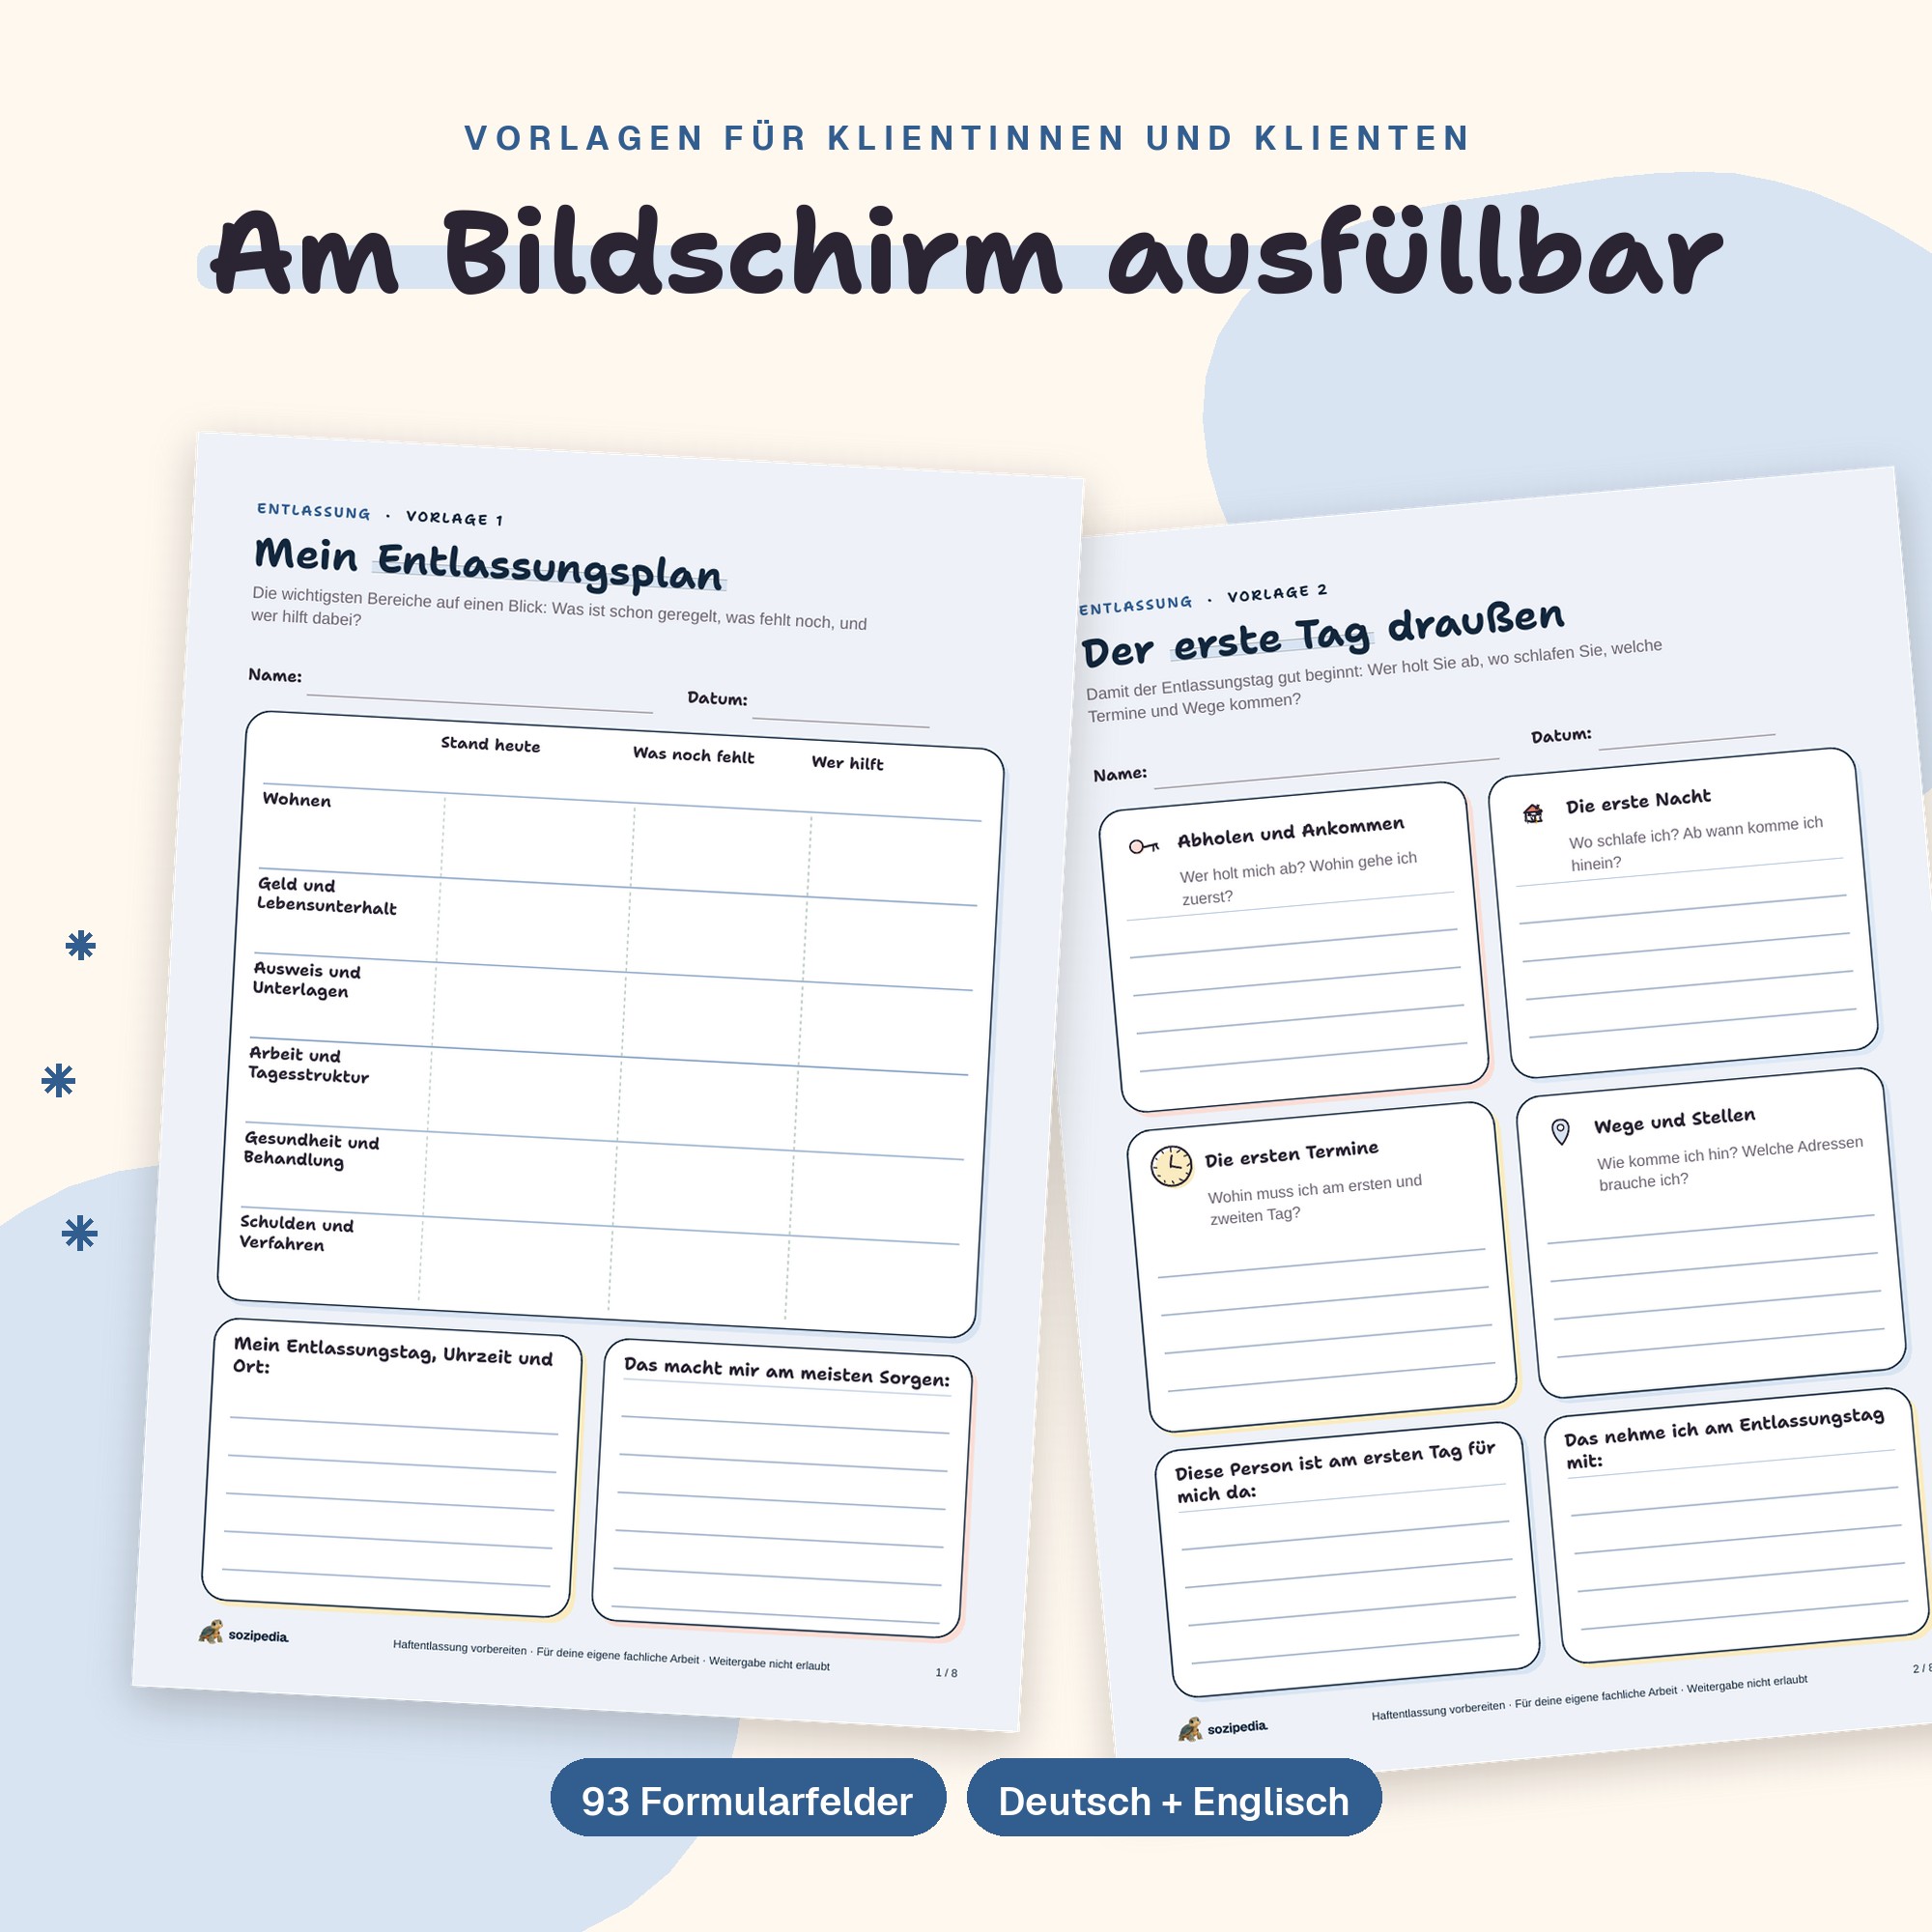 VORLAGEN FÜR KLIENTINNEN UND KLIENTEN
Am Bildschirm ausfüllbar
ENTLASSUNG · VORLAGE 1
Mein Entlassungsplan
Die wichtigsten Bereiche auf einen Blick: Was ist schon geregelt, was fehlt noch, und
wer hilft dabei?
Name:
Datum:
Stand heute
Was noch fehlt
Wer hilft
Wohnen
Geld und
Lebensunterhalt
Ausweis und
Unterlagen
Arbeit und
Tagesstruktur
Gesundheit und
Behandlung
Schulden und
Verfahren
Mein Entlassungstag, Uhrzeit und
Ort:
Das macht mir am meisten Sorgen:
sozipedia.
Haftentlassung vorbereiten · Für deine eigene fachliche Arbeit · Weitergabe nicht erlaubt
1 / 8
ENTLASSUNG · VORLAGE 2
Der erste Tag draußen
Damit der Entlassungstag gut beginnt: Wer holt Sie ab, wo schlafen Sie, welche
Termine und Wege kommen?
Name:
Datum:
Abholen und Ankommen
Wer holt mich ab? Wohin gehe ich
zuerst?
Die erste Nacht
Wo schlafe ich? Ab wann komme ich
hinein?
Die ersten Termine
Wohin muss ich am ersten und
zweiten Tag?
Wege und Stellen
Wie komme ich hin? Welche Adressen
brauche ich?
Diese Person ist am ersten Tag für
mich da:
Das nehme ich am Entlassungstag
mit:
sozipedia.
Haftentlassung vorbereiten · Für deine eigene fachliche Arbeit · Weitergabe nicht erlaubt
2 / 8
93 Formularfelder
Deutsch + Englisch